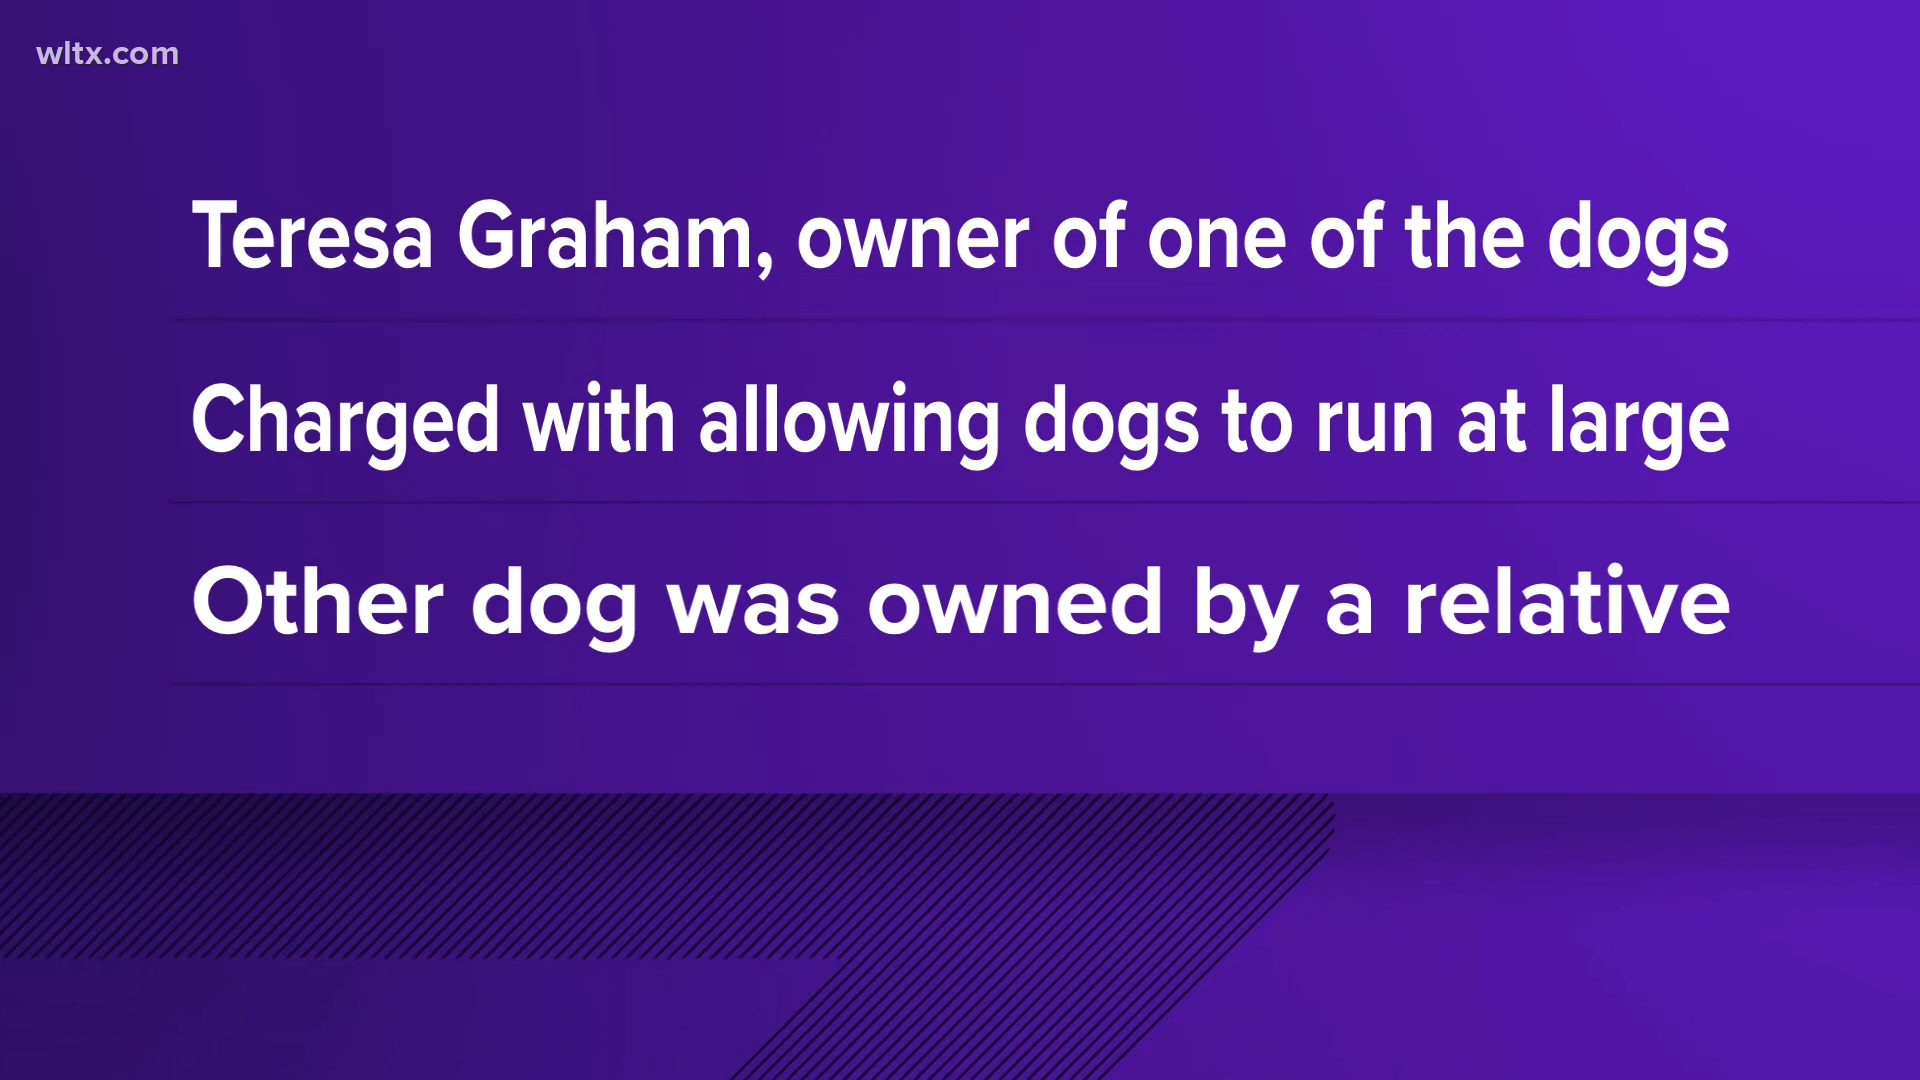 wltx.com
Teresa Graham, owner of one of the dogs
Charged with allowing dogs to run at large
Other dog was owned by a relative